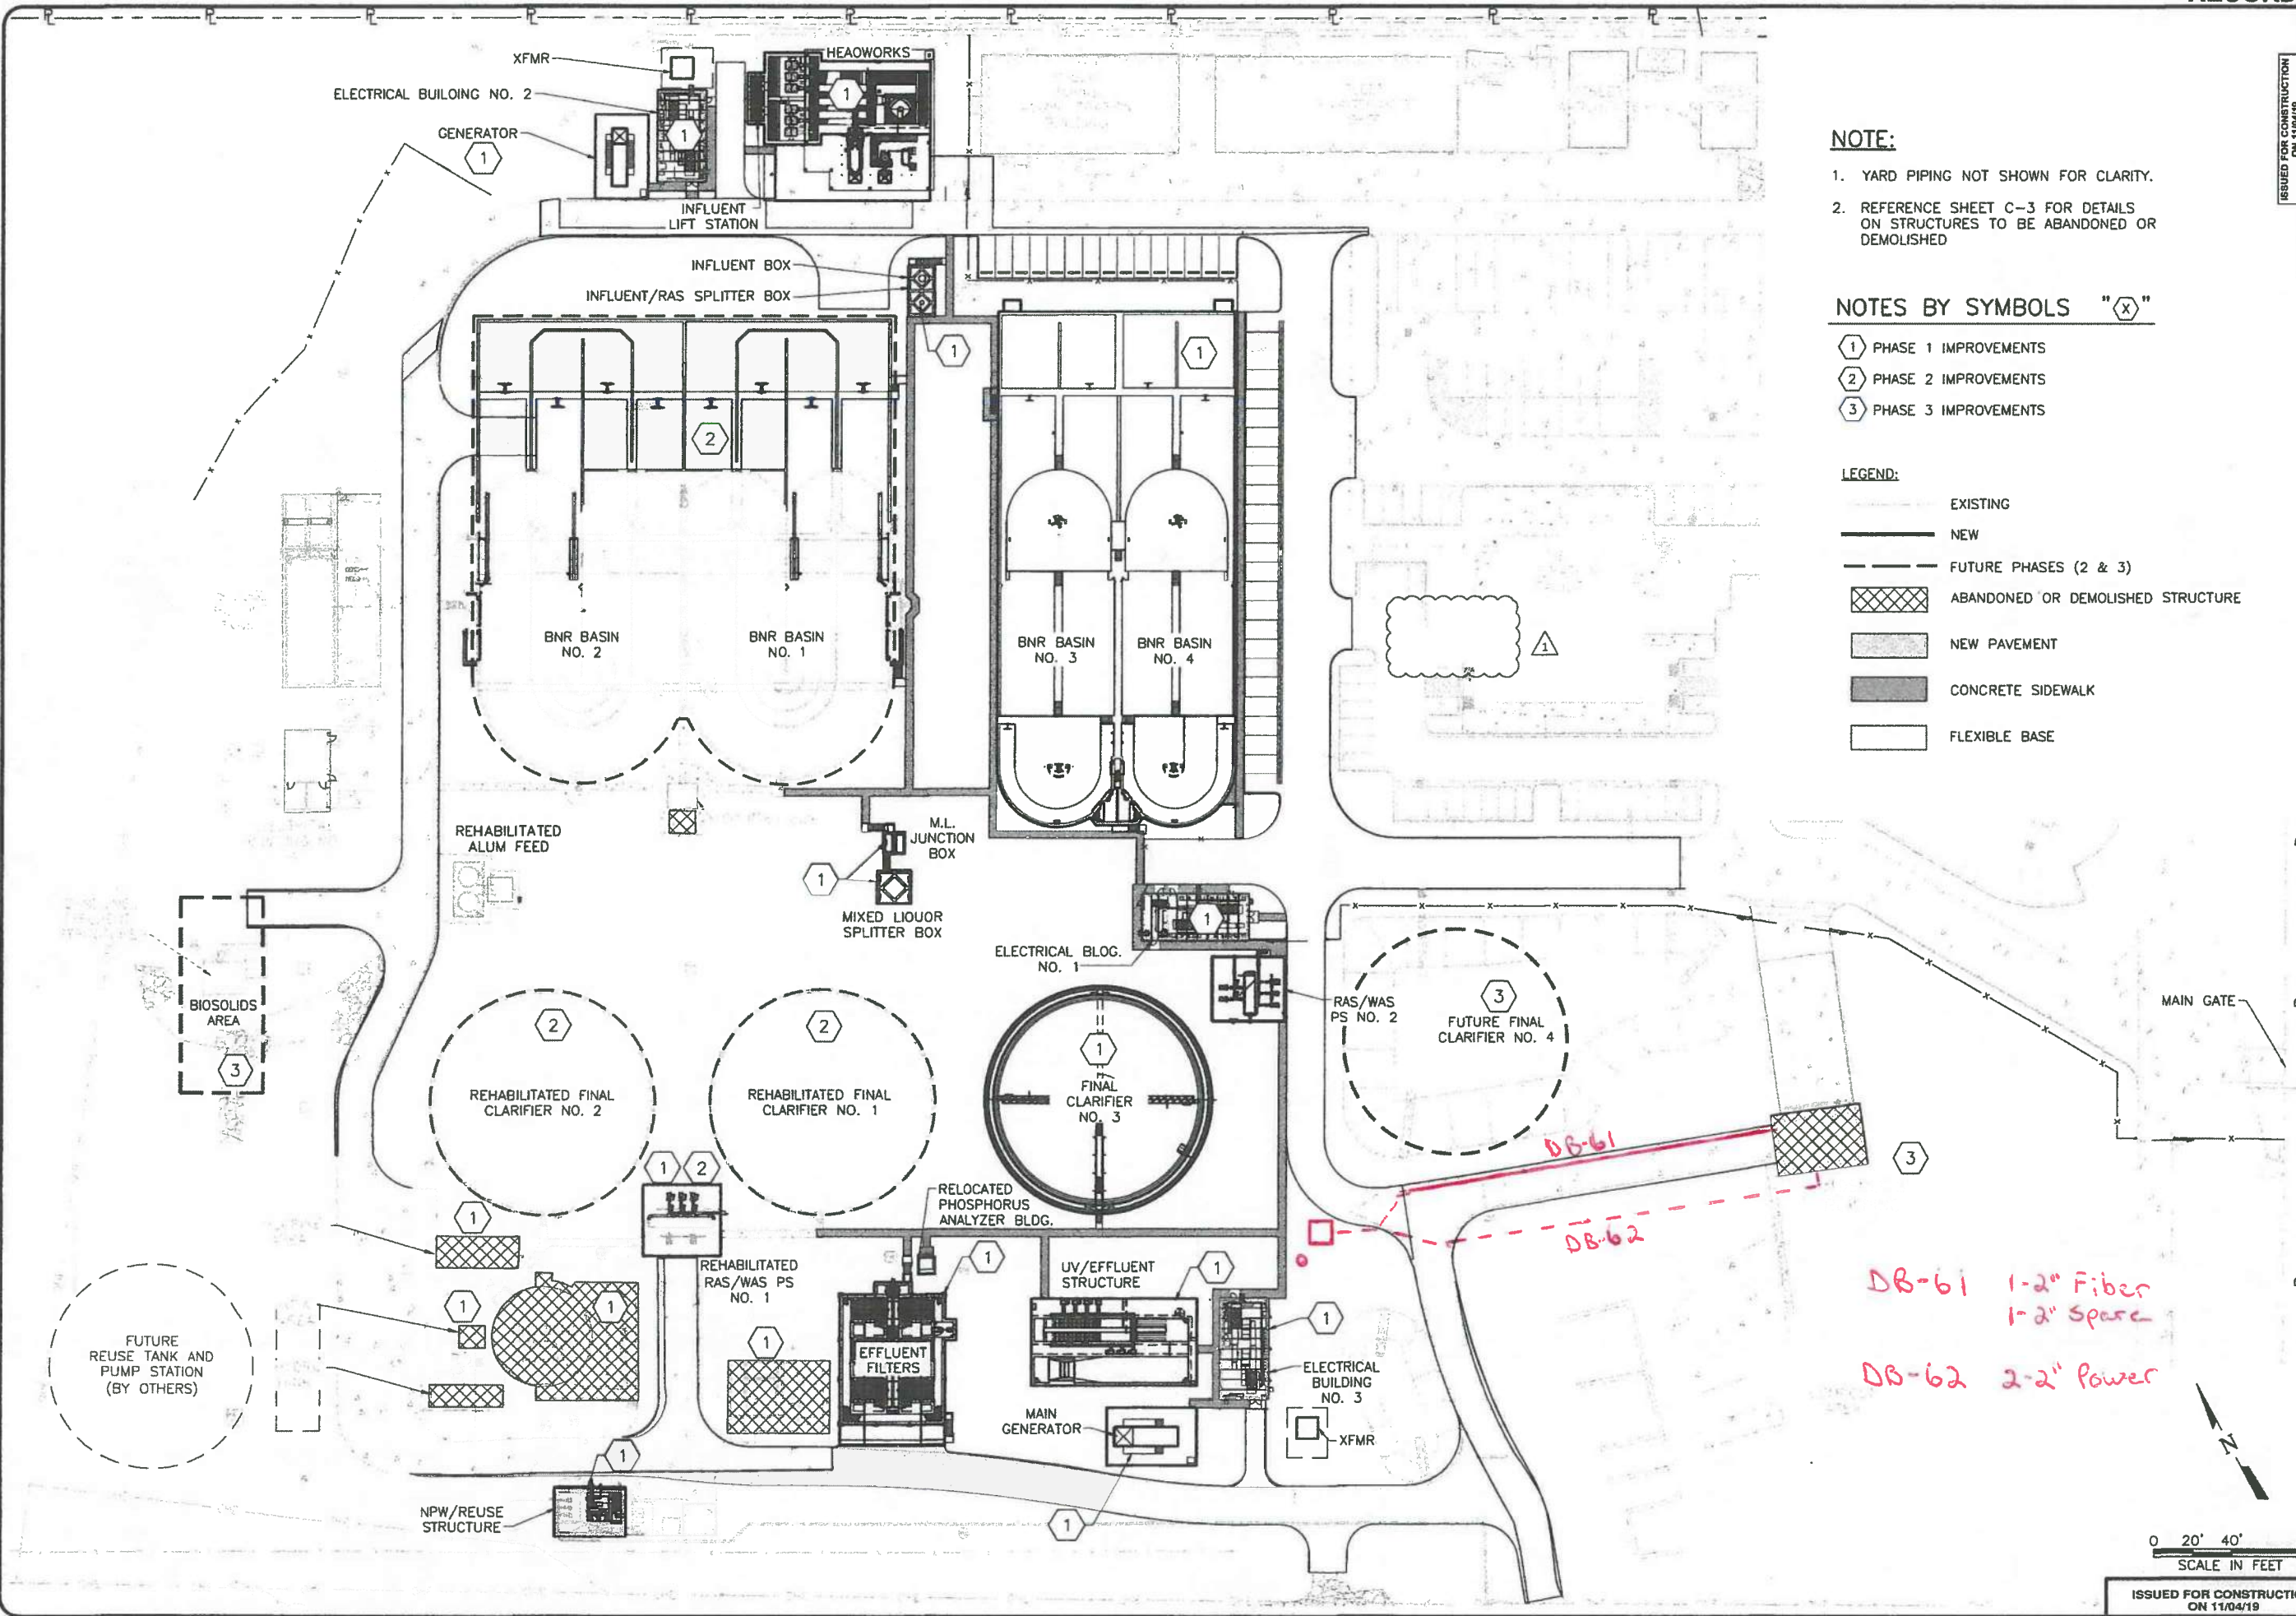 XFMR
HEAOWORKS
ELECTRICAL BUILOING NO. 2
GENERATOR
1
1
1
INFLUENT
LIFT STATION
INFLUENT BOX
INFLUENT/RAS SPLITTER BOX
1
1
2
BNR BASIN
NO. 2
BNR BASIN
NO. 1
BNR BASIN
NO. 3
BNR BASIN
NO. 4
1
REHABILITATED
ALUM FEED
M.L.
JUNCTION
BOX
1
MIXED LIQUOR
SPLITTER BOX
1
ELECTRICAL BLOG.
NO. 1
RAS/WAS
PS NO. 2
BIOSOLIDS
AREA
3
2
REHABILITATED FINAL
CLARIFIER NO. 2
2
REHABILITATED FINAL
CLARIFIER NO. 1
1
FINAL
CLARIFIER
NO. 3
3
FUTURE FINAL
CLARIFIER NO. 4
MAIN GATE
3
DB-61
DB-62
1 2
REHABILITATED
RAS/WAS PS
NO. 1
RELOCATED
PHOSPHORUS
ANALYZER BLDG.
1
1
1
1
1
EFFLUENT
FILTERS
UV/EFFLUENT
STRUCTURE
1
1
ELECTRICAL
BUILDING
NO. 3
MAIN
GENERATOR
XFMR
1
FUTURE
REUSE TANK AND
PUMP STATION
(BY OTHERS)
1
NPW/REUSE
STRUCTURE
NOTE:
1. YARD PIPING NOT SHOWN FOR CLARITY.
2. REFERENCE SHEET C-3 FOR DETAILS
ON STRUCTURES TO BE ABANDONED OR
DEMOLISHED
NOTES BY SYMBOLS "X"
1 PHASE 1 IMPROVEMENTS
2 PHASE 2 IMPROVEMENTS
3 PHASE 3 IMPROVEMENTS
LEGEND:
EXISTING
NEW
FUTURE PHASES (2 & 3)
ABANDONED OR DEMOLISHED STRUCTURE
NEW PAVEMENT
CONCRETE SIDEWALK
FLEXIBLE BASE
DB-61 1-2" Fiber
1-2" Spare
DB-62 2-2" Power
N
0 20' 40'
SCALE IN FEET
ISSUED FOR CONSTRUCTIO
ON 11/04/19
ISSUED FOR CONSTRUCTION
ON 11/04/19